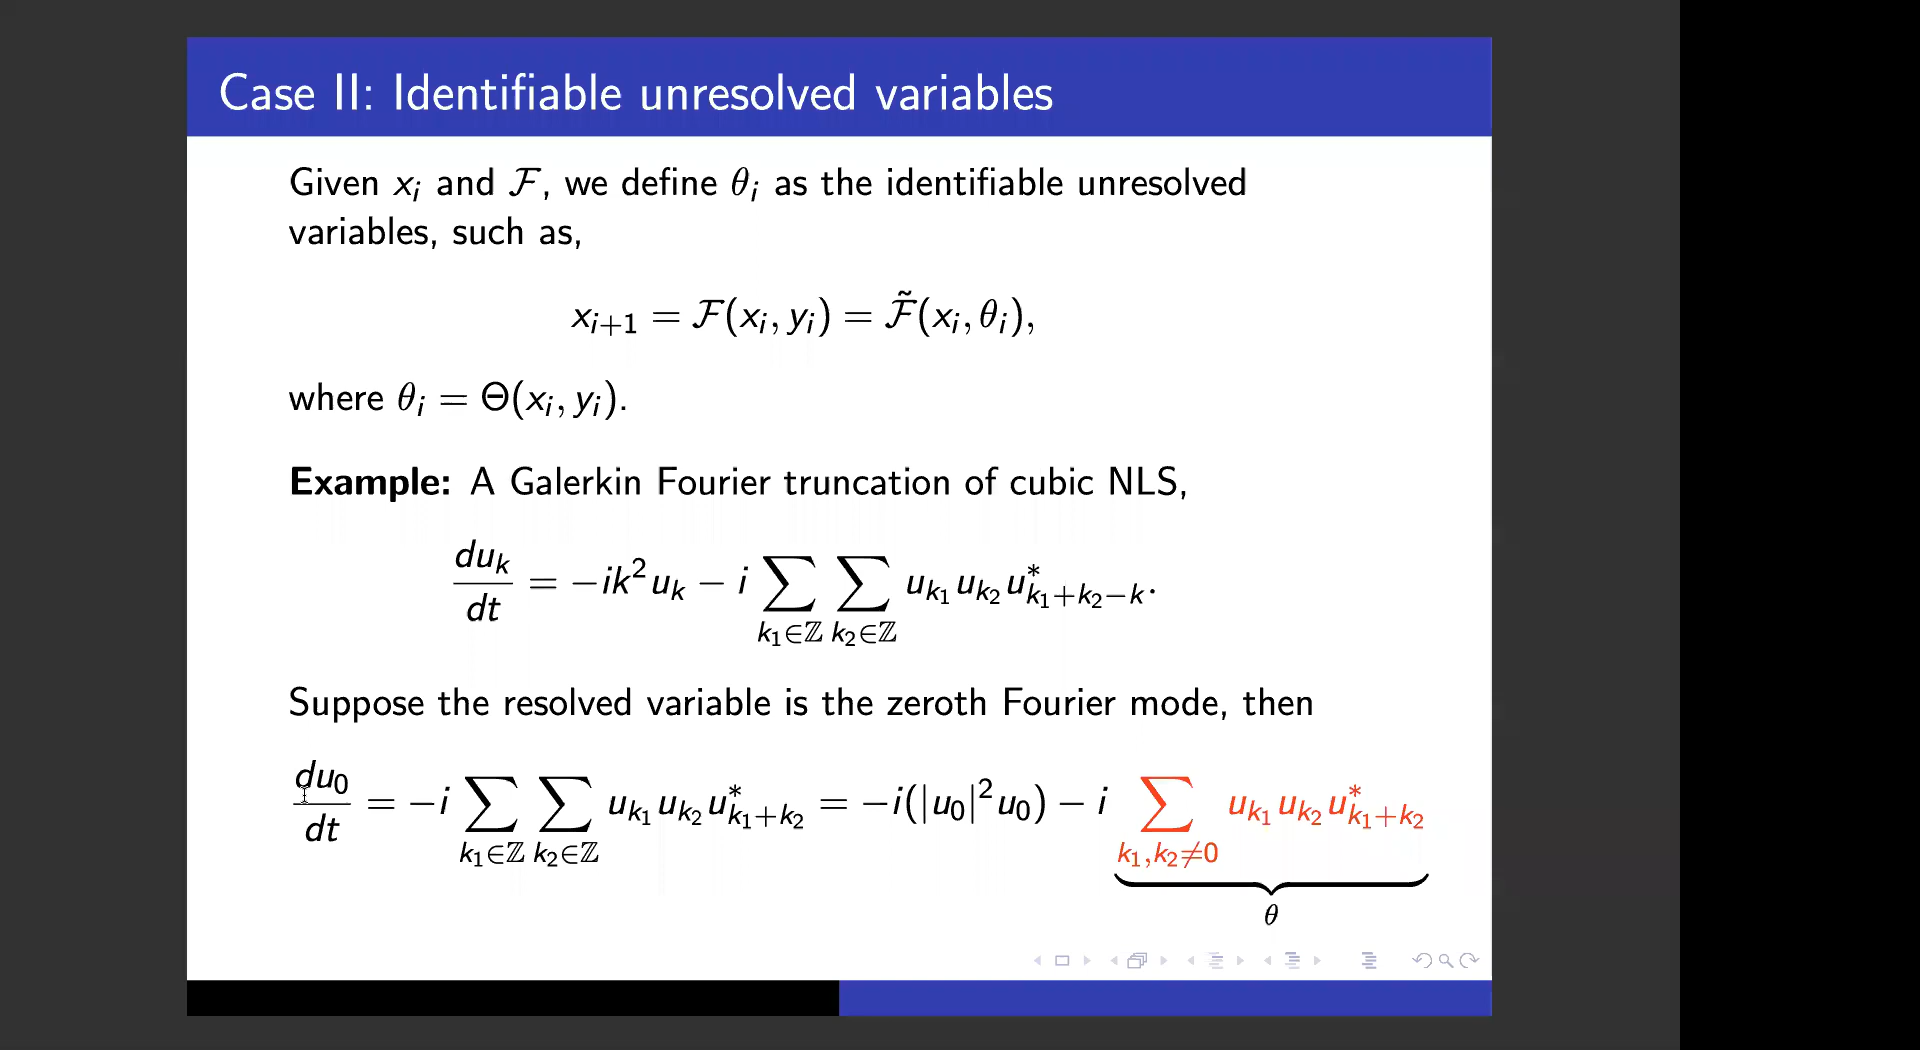 Case II: Identifiable unresolved variables
Given x_i and ℱ, we define θ_i as the identifiable unresolved
variables, such as,
x_{i+1} = ℱ(x_i, y_i) = ℱ̃(x_i, θ_i),
where θ_i = Θ(x_i, y_i).
Example: A Galerkin Fourier truncation of cubic NLS,
du_k/dt = −ik²u_k − i ∑_{k_1∈ℤ} ∑_{k_2∈ℤ} u_{k_1} u_{k_2} u*_{k_1+k_2−k}.
Suppose the resolved variable is the zeroth Fourier mode, then
du_0/dt = −i ∑_{k_1∈ℤ} ∑_{k_2∈ℤ} u_{k_1} u_{k_2} u*_{k_1+k_2} = −i(|u_0|²u_0) − i ∑_{k_1,k_2≠0} u_{k_1} u_{k_2} u*_{k_1+k_2}
θ